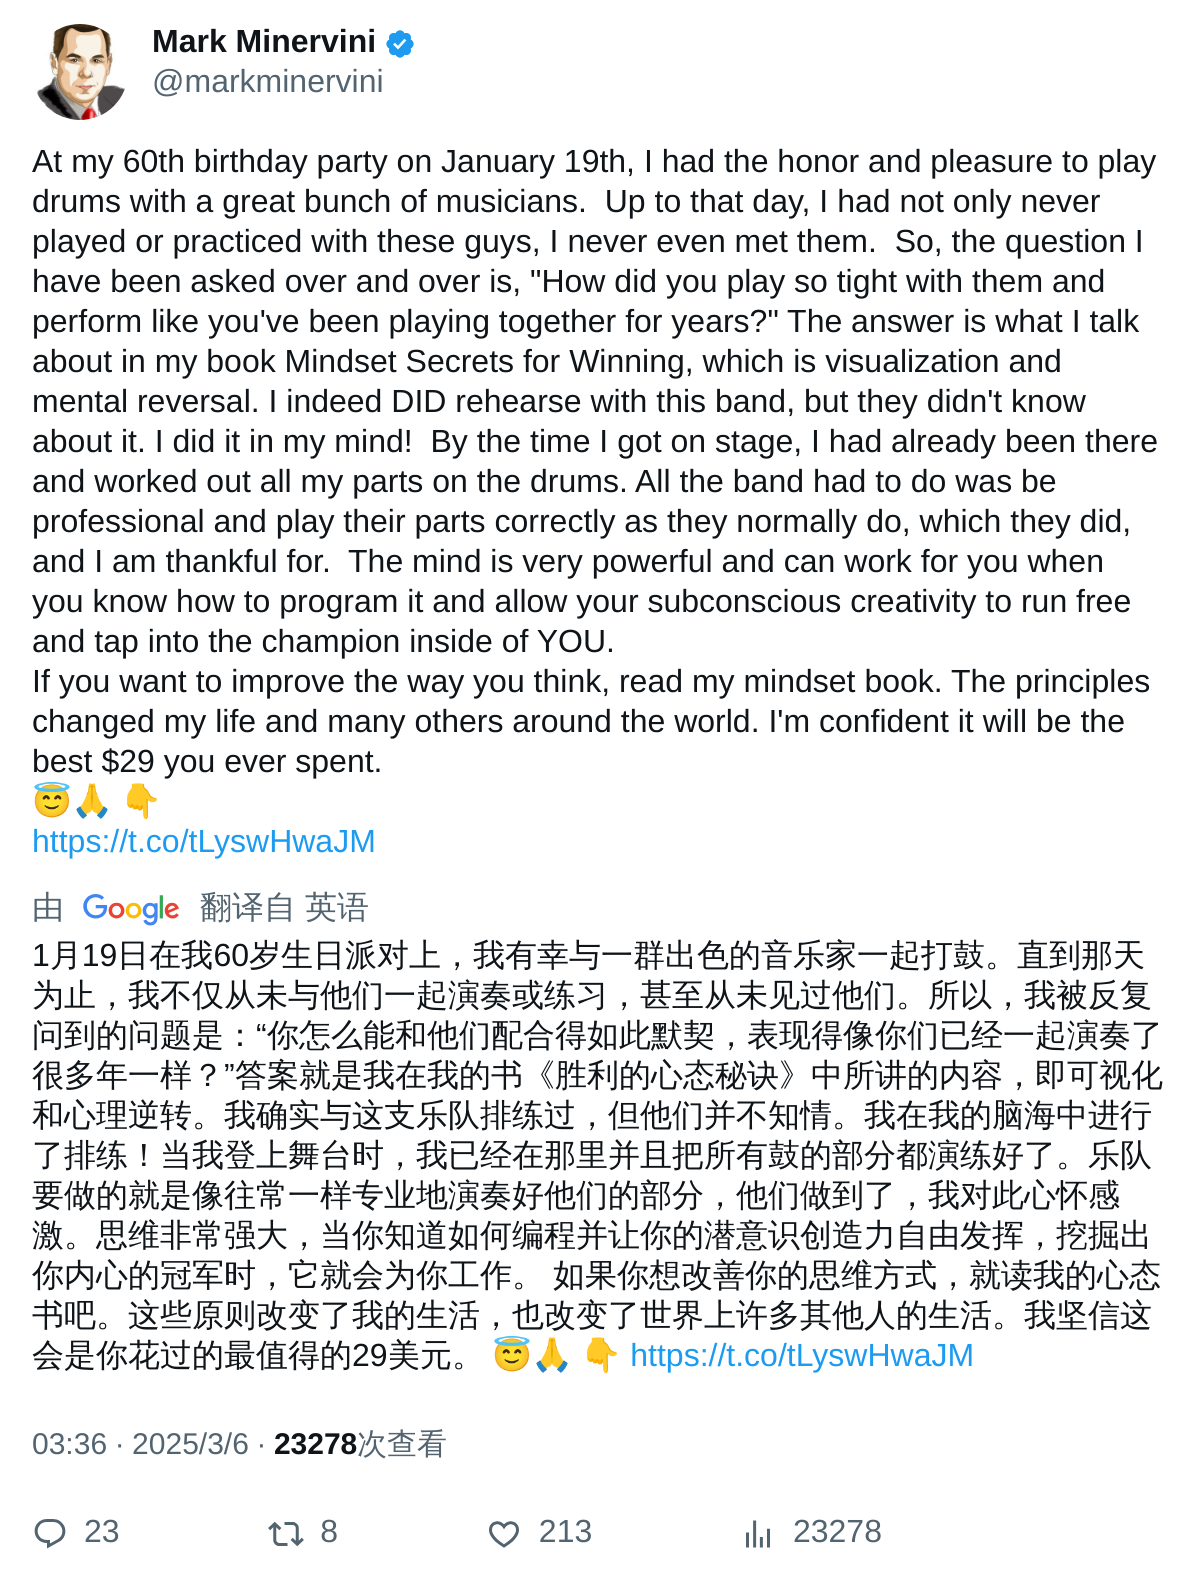 Mark Minervini
@markminervini
At my 60th birthday party on January 19th, I had the honor and pleasure to play
drums with a great bunch of musicians.  Up to that day, I had not only never
played or practiced with these guys, I never even met them.  So, the question I
have been asked over and over is, "How did you play so tight with them and
perform like you've been playing together for years?" The answer is what I talk
about in my book Mindset Secrets for Winning, which is visualization and
mental reversal. I indeed DID rehearse with this band, but they didn't know
about it. I did it in my mind!  By the time I got on stage, I had already been there
and worked out all my parts on the drums. All the band had to do was be
professional and play their parts correctly as they normally do, which they did,
and I am thankful for.  The mind is very powerful and can work for you when
you know how to program it and allow your subconscious creativity to run free
and tap into the champion inside of YOU.
If you want to improve the way you think, read my mindset book. The principles
changed my life and many others around the world. I'm confident it will be the
best $29 you ever spent.
😇🙏 👇
https://t.co/tLyswHwaJM
由 Google 翻译自 英语
1月19日在我60岁生日派对上，我有幸与一群出色的音乐家一起打鼓。直到那天
为止，我不仅从未与他们一起演奏或练习，甚至从未见过他们。所以，我被反复
问到的问题是：“你怎么能和他们配合得如此默契，表现得像你们已经一起演奏了
很多年一样？”答案就是我在我的书《胜利的心态秘诀》中所讲的内容，即可视化
和心理逆转。我确实与这支乐队排练过，但他们并不知情。我在我的脑海中进行
了排练！当我登上舞台时，我已经在那里并且把所有鼓的部分都演练好了。乐队
要做的就是像往常一样专业地演奏好他们的部分，他们做到了，我对此心怀感
激。思维非常强大，当你知道如何编程并让你的潜意识创造力自由发挥，挖掘出
你内心的冠军时，它就会为你工作。 如果你想改善你的思维方式，就读我的心态
书吧。这些原则改变了我的生活，也改变了世界上许多其他人的生活。我坚信这
会是你花过的最值得的29美元。 😇🙏 👇 https://t.co/tLyswHwaJM
03:36 · 2025/3/6 · 23278次查看
23 8 213 23278